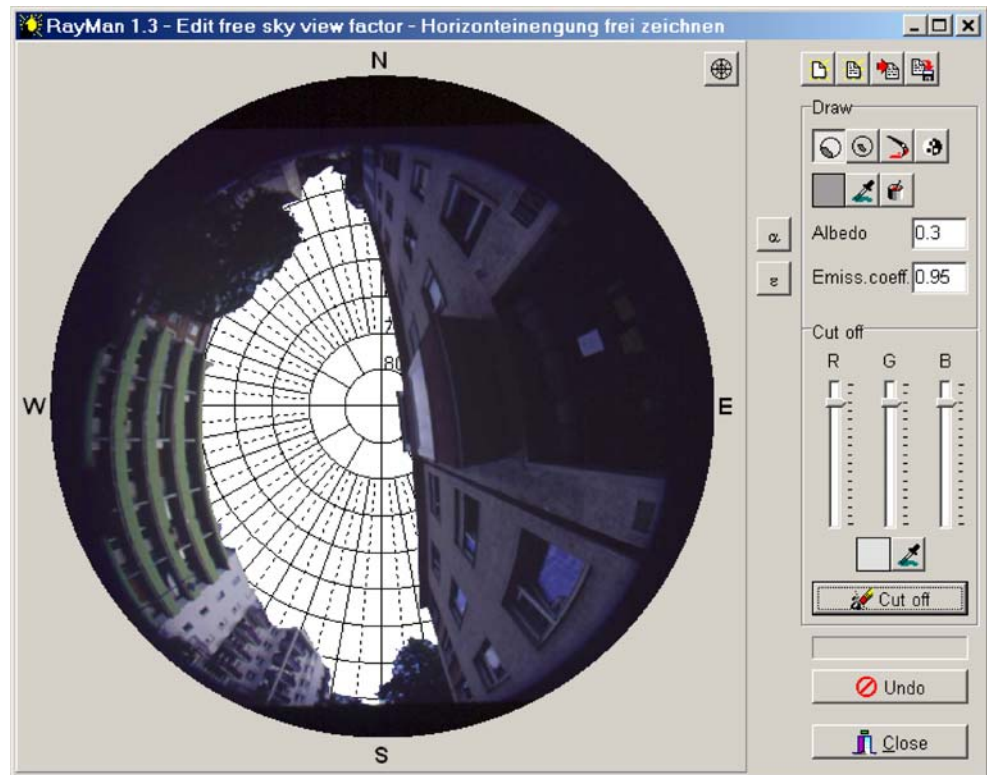 RayMan 1.3 - Edit free sky view factor - Horizonteinengung frei zeichnen
N
W
E
S
80
Draw
α
Albedo 0.3
ε
Emiss.coeff. 0.95
Cut off
R G B
Cut off
Undo
Close